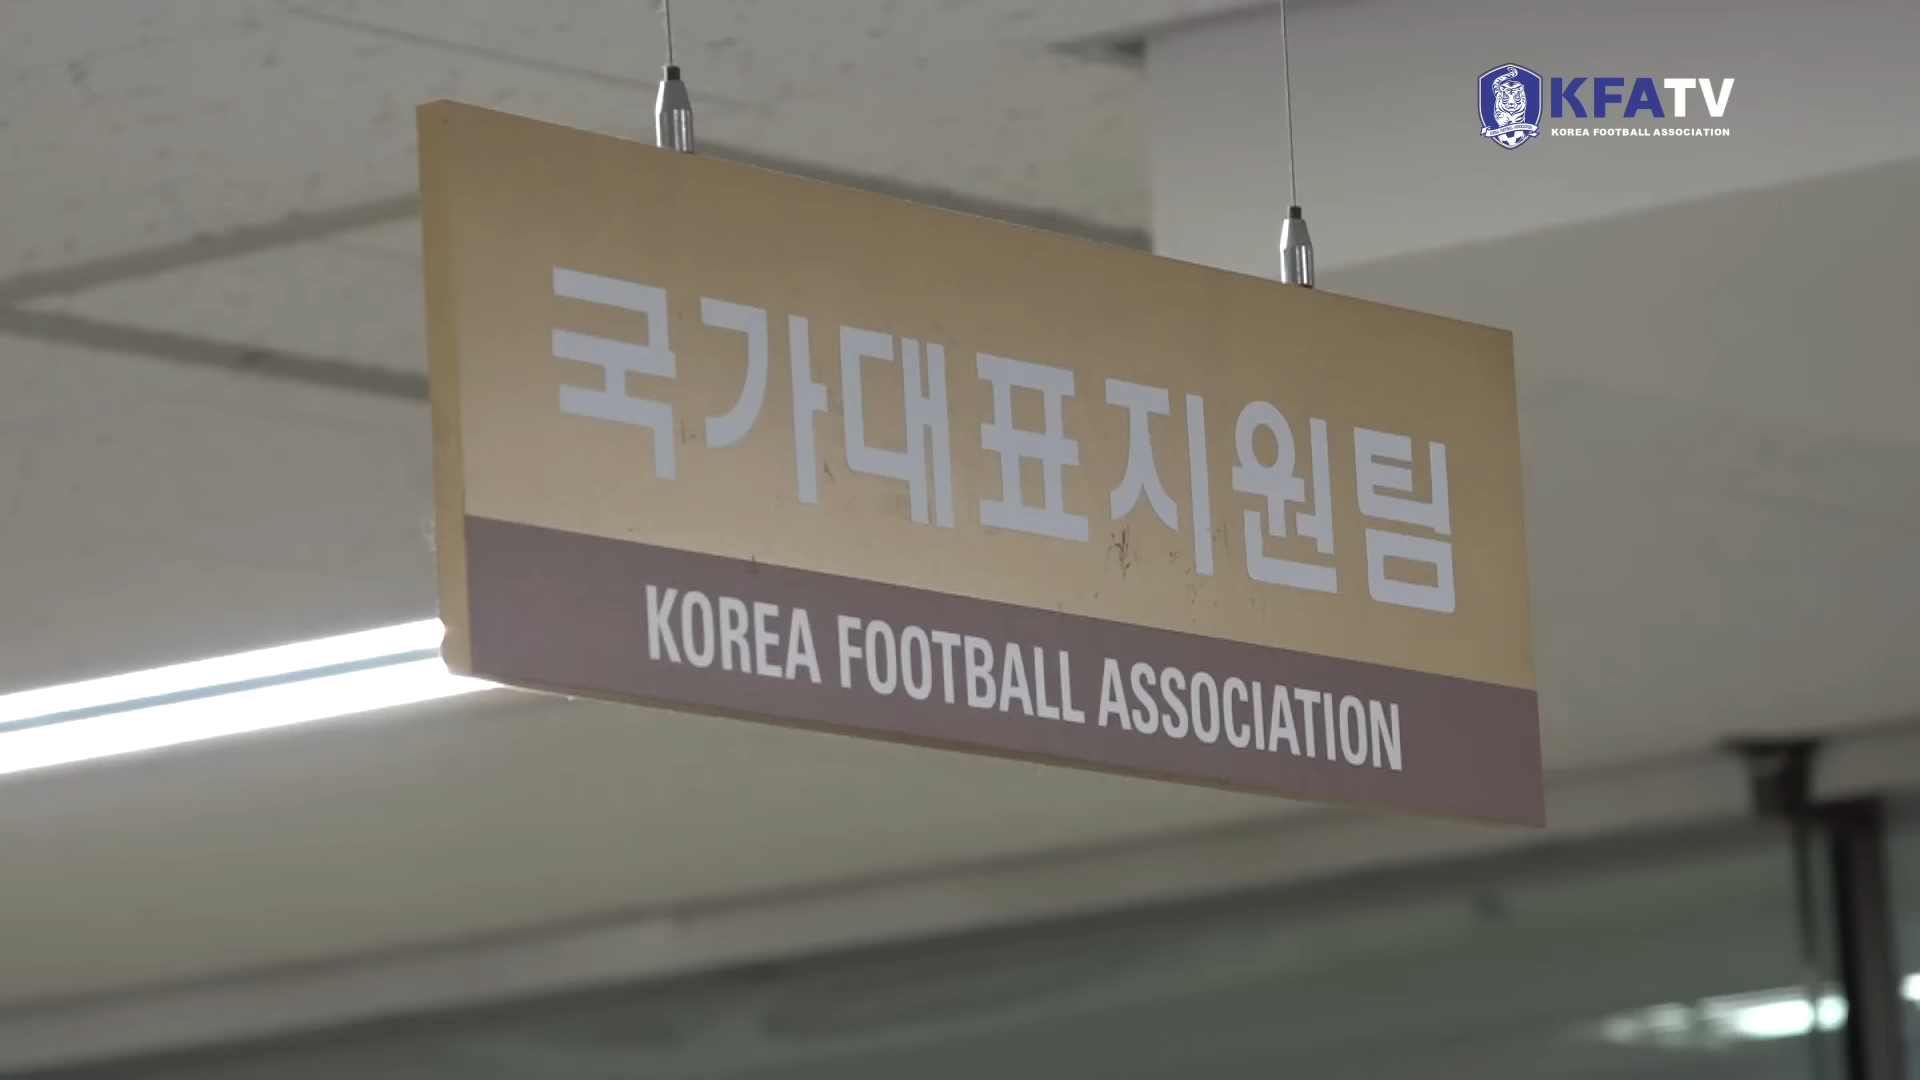 KFATV
KOREA FOOTBALL ASSOCIATION
국가대표지원팀
KOREA FOOTBALL ASSOCIATION